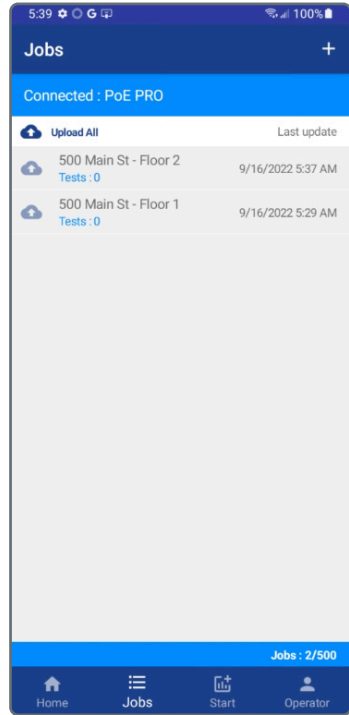 5:39 G 100%
Jobs +
Connected : PoE PRO
Upload All Last update
500 Main St - Floor 2 9/16/2022 5:37 AM
Tests : 0
500 Main St - Floor 1 9/16/2022 5:29 AM
Tests : 0
Jobs : 2/500
Home Jobs Start Operator